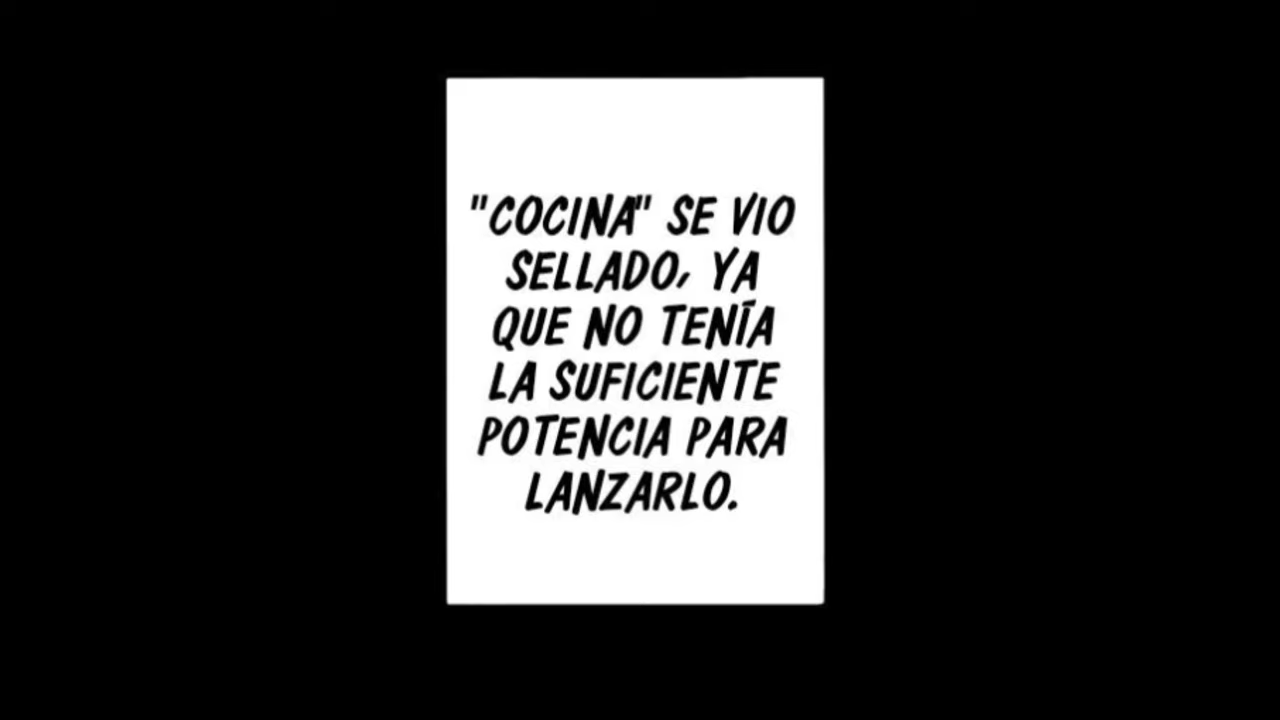 "COCINA" SE VIO
SELLADO, YA
QUE NO TENÍA
LA SUFICIENTE
POTENCIA PARA
LANZARLO.